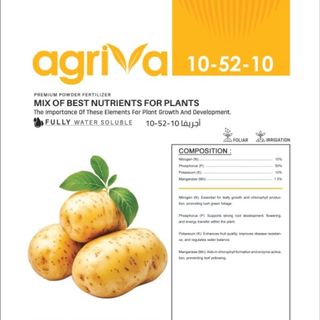 agriva
10-52-10
PREMIUM POWDER FERTILIZER
MIX OF BEST NUTRIENTS FOR PLANTS
The Importance Of These Elements For Plant Growth And Development.
FULLY WATER SOLUBLE
أجريفا 10-52-10
FOLIAR
IRRIGATION
COMPOSITION :
Nitrogen (N) 10%
Phosphorus (P) 50%
Potassium (K) 10%
Manganese (Mn) 1.5%
Nitrogen (N): Essential for leafy growth and chlorophyll produc-
tion, promoting lush green foliage.
Phosphorus (P): Supports strong root development, flowering,
and energy transfer within the plant.
Potassium (K): Enhances fruit quality, improves disease resistan-
ce, and regulates water balance.
Manganese (Mn): Aids in chlorophyll formation and enzyme activa-
tion, preventing leaf yellowing.